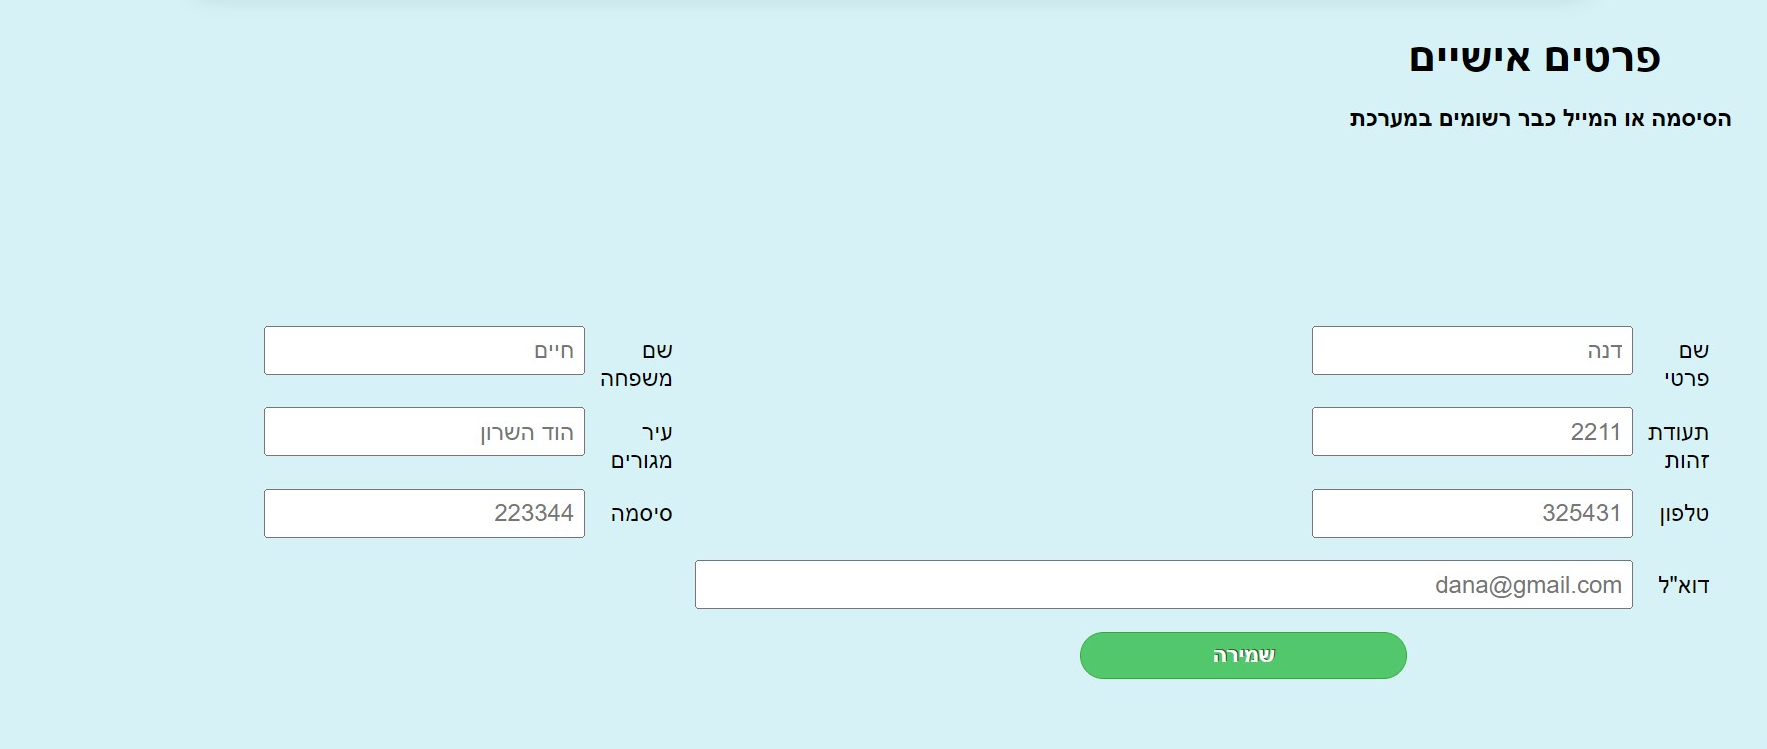 פרטים אישיים
הסיסמה או המייל כבר רשומים במערכת
שם פרטי
דנה
שם משפחה
חיים
תעודת זהות
2211
עיר מגורים
הוד השרון
טלפון
325431
סיסמה
223344
דוא"ל
dana@gmail.com
שמירה